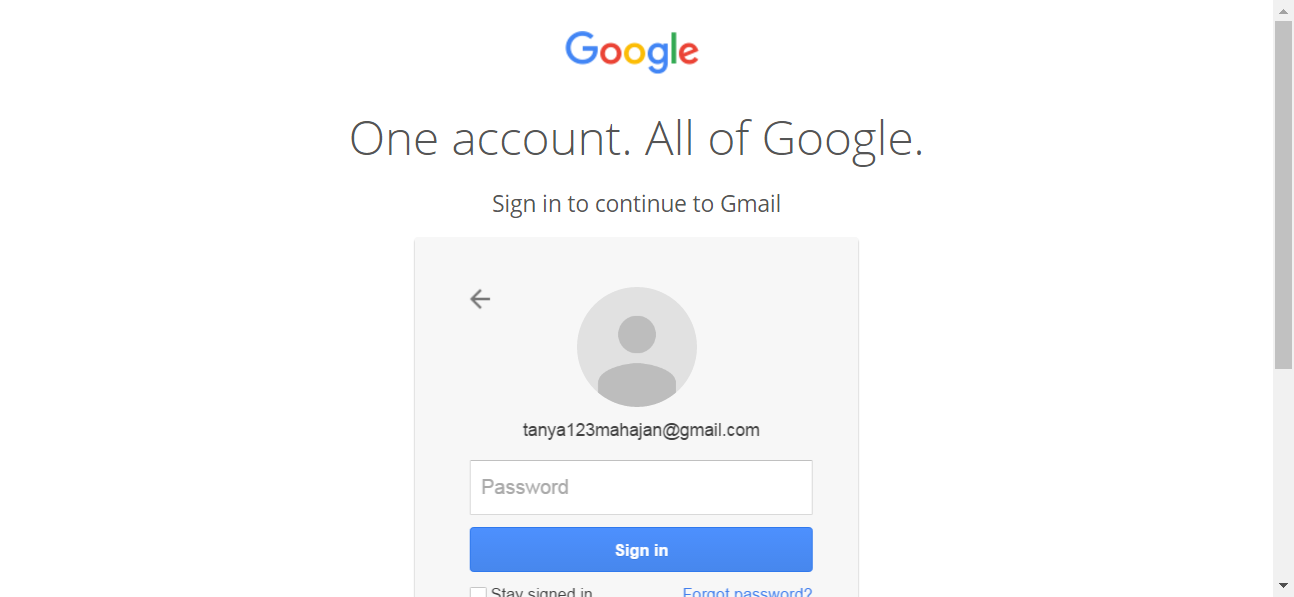 Google
One account. All of Google.
Sign in to continue to Gmail
tanya123mahajan@gmail.com
Password
Sign in
Stay signed in
Forgot password?